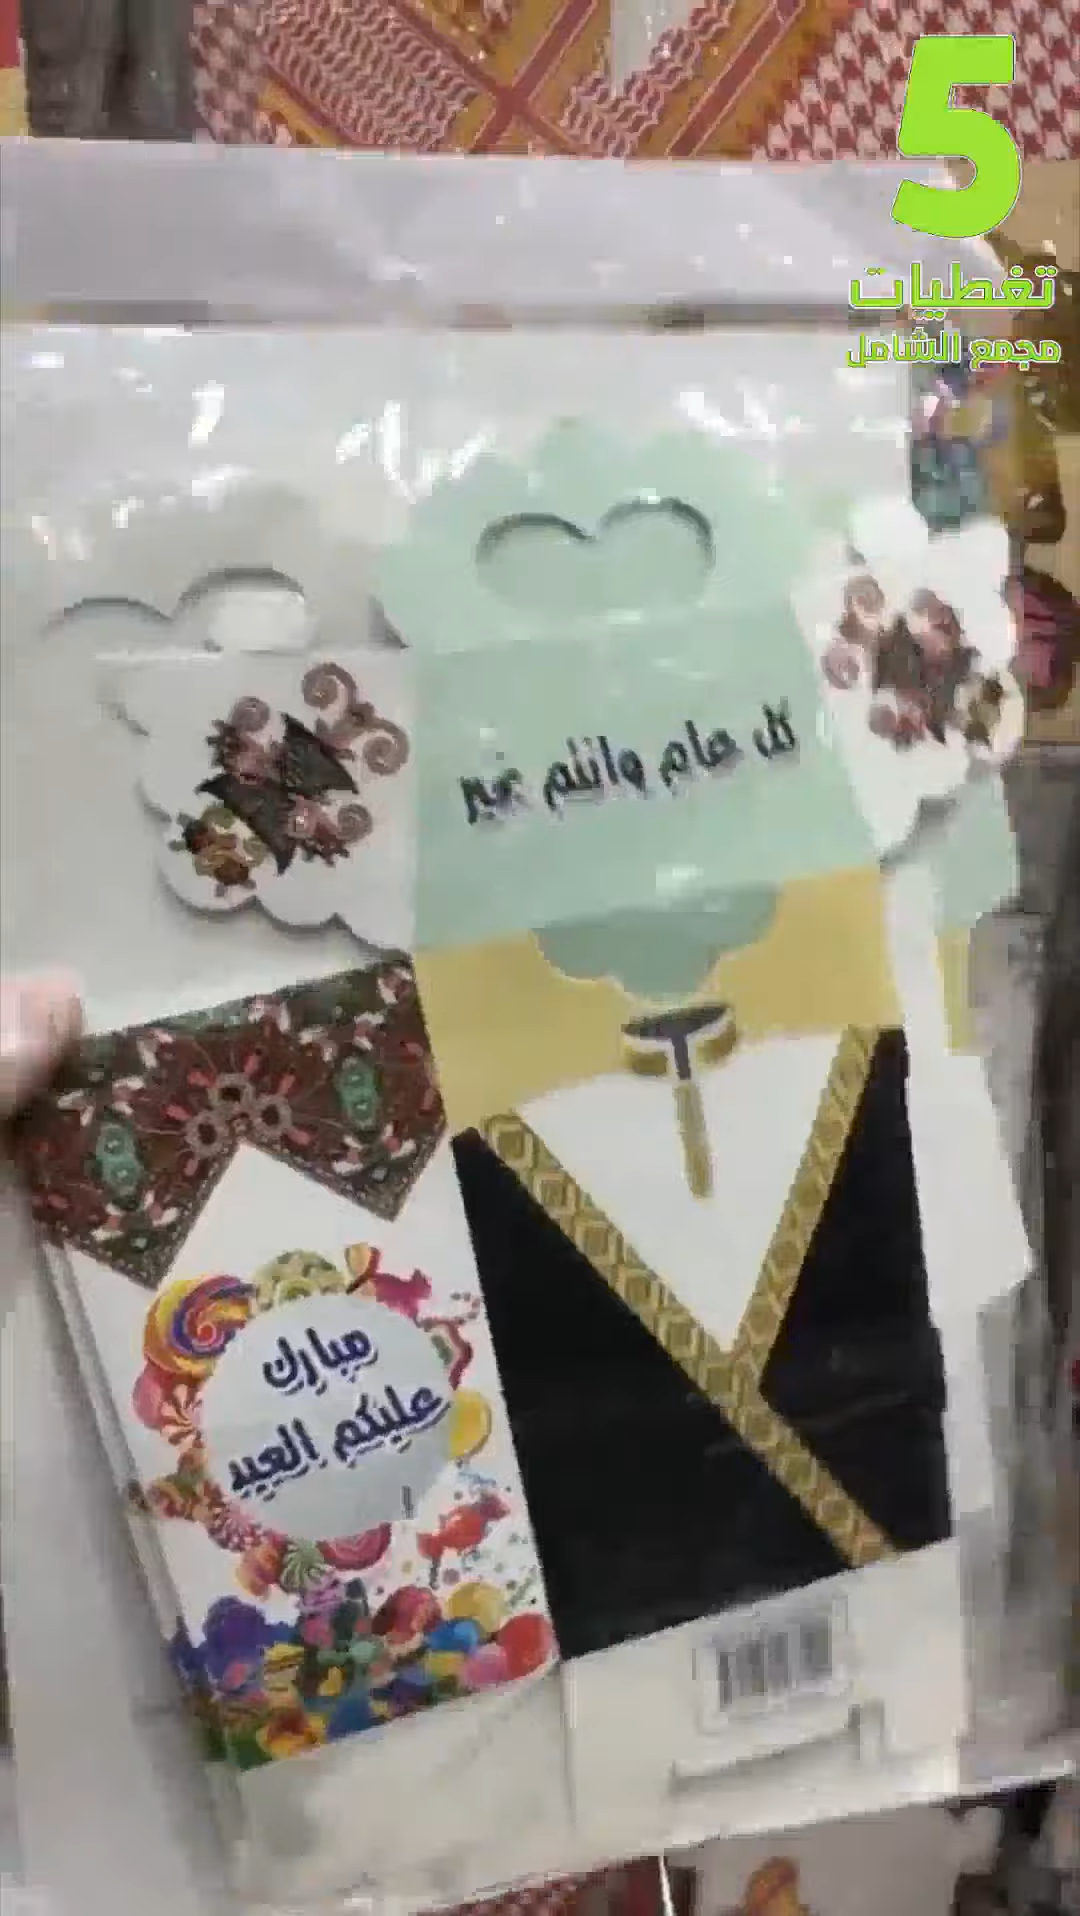 5
تغطيات
مجمع الشامل
كل عام وانتم بخير
مبارك
عليكم العيد